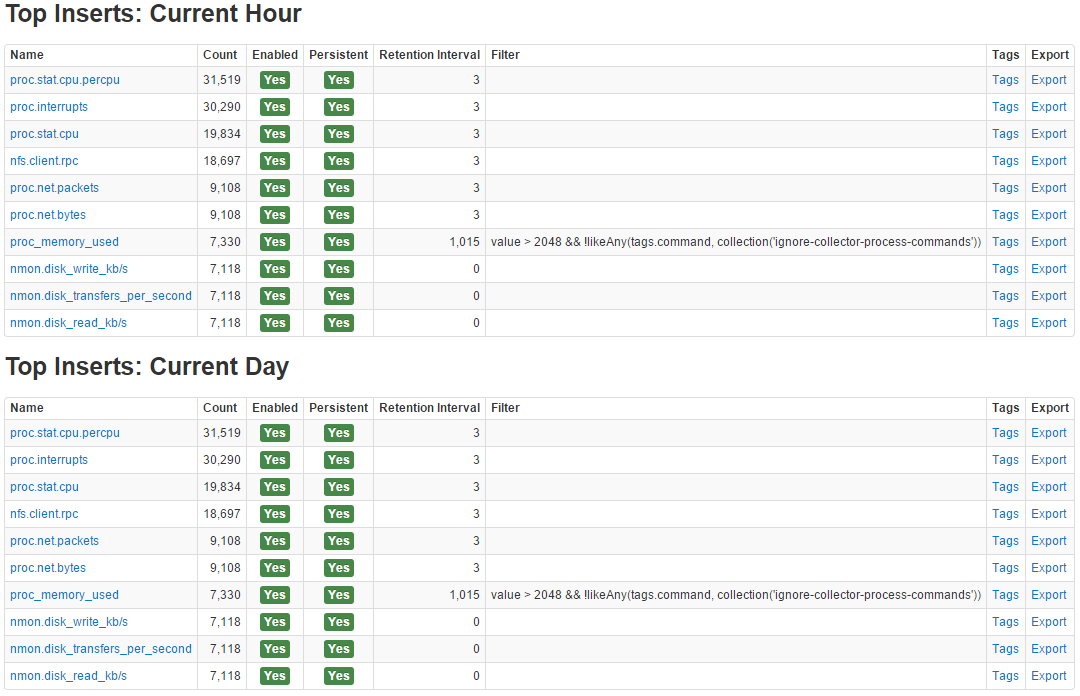 Top Inserts: Current Hour
Name Count Enabled Persistent Retention Interval Filter Tags Export
proc.stat.cpu.percpu 31,519 Yes Yes 3 Tags Export
proc.interrupts 30,290 Yes Yes 3 Tags Export
proc.stat.cpu 19,834 Yes Yes 3 Tags Export
nfs.client.rpc 18,697 Yes Yes 3 Tags Export
proc.net.packets 9,108 Yes Yes 3 Tags Export
proc.net.bytes 9,108 Yes Yes 3 Tags Export
proc_memory_used 7,330 Yes Yes 1,015 value > 2048 && !likeAny(tags.command, collection('ignore-collector-process-commands')) Tags Export
nmon.disk_write_kb/s 7,118 Yes Yes 0 Tags Export
nmon.disk_transfers_per_second 7,118 Yes Yes 0 Tags Export
nmon.disk_read_kb/s 7,118 Yes Yes 0 Tags Export
Top Inserts: Current Day
Name Count Enabled Persistent Retention Interval Filter Tags Export
proc.stat.cpu.percpu 31,519 Yes Yes 3 Tags Export
proc.interrupts 30,290 Yes Yes 3 Tags Export
proc.stat.cpu 19,834 Yes Yes 3 Tags Export
nfs.client.rpc 18,697 Yes Yes 3 Tags Export
proc.net.packets 9,108 Yes Yes 3 Tags Export
proc.net.bytes 9,108 Yes Yes 3 Tags Export
proc_memory_used 7,330 Yes Yes 1,015 value > 2048 && !likeAny(tags.command, collection('ignore-collector-process-commands')) Tags Export
nmon.disk_write_kb/s 7,118 Yes Yes 0 Tags Export
nmon.disk_transfers_per_second 7,118 Yes Yes 0 Tags Export
nmon.disk_read_kb/s 7,118 Yes Yes 0 Tags Export